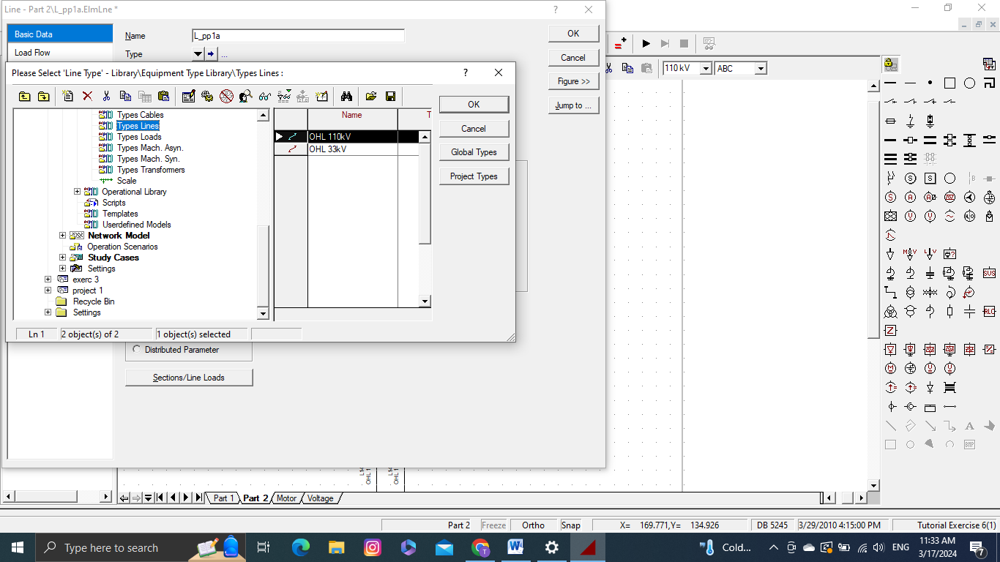 Line - Part 2\L_pp1a.ElmLne *
?
Basic Data
Load Flow
Name
L_pp1a
Type
...
OK
Cancel
Figure >>
Jump to ...
110 kV
ABC
Please Select 'Line Type' - Library\Equipment Type Library\Types Lines :
?
OK
Cancel
Global Types
Project Types
Types Cables
Types Lines
Types Loads
Types Mach. Asyn.
Types Mach. Syn.
Types Transfomers
Scale
Operational Library
Scripts
Templates
Userdefined Models
Network Model
Operation Scenarios
Study Cases
Settings
exerc 3
project 1
Recycle Bin
Settings
Name
T
OHL 110kV
OHL 33kV
Ln 1
2 object(s) of 2
1 object(s) selected
Distributed Parameter
Sections/Line Loads
Part 1
Part 2
Motor
Voltage
Part 2
Freeze
Ortho
Snap
X= 169.771,Y= 134.926
DB 5245
3/29/2010 4:15:00 PM
Tutorial Exercise 6(1)
Type here to search
Cold...
ENG
11:33 AM
3/17/2024
7